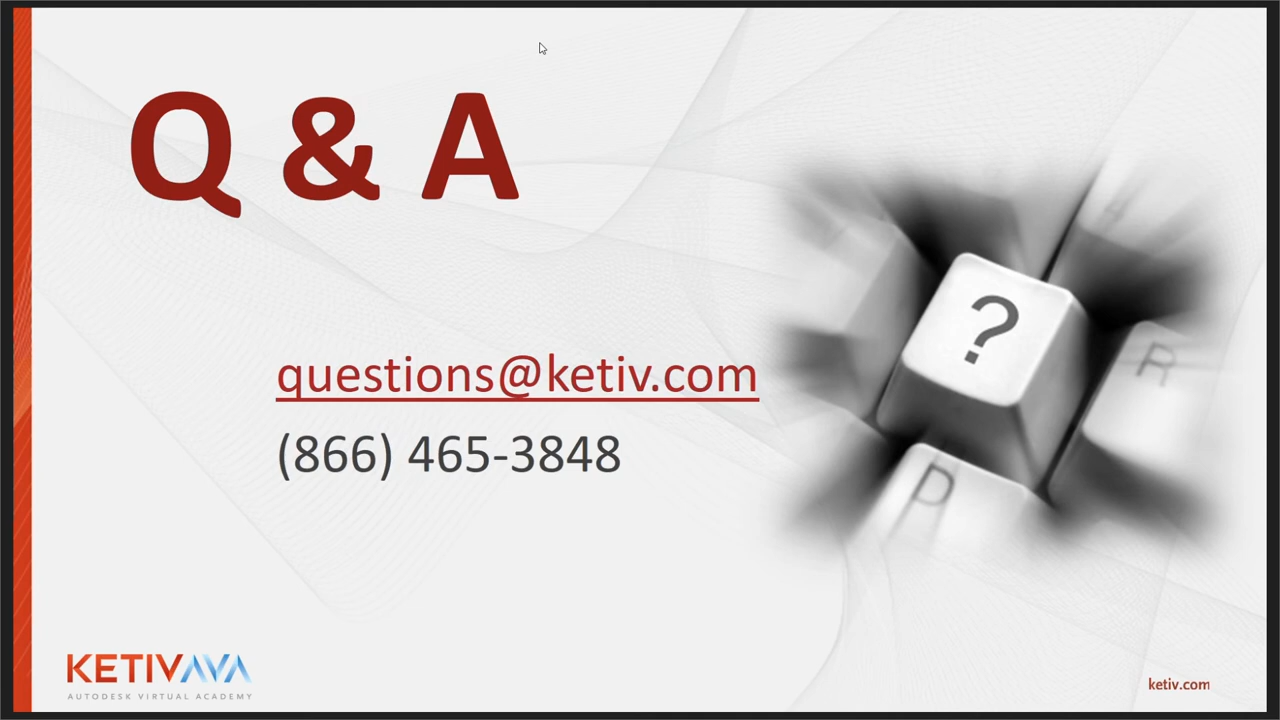 Q & A
questions@ketiv.com
(866) 465-3848
?
R
D
KETIVAVA
AUTODESK VIRTUAL ACADEMY
ketiv.com